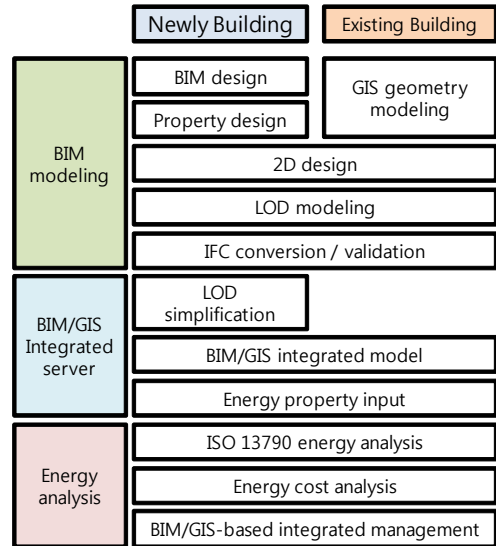 Newly Building
Existing Building
BIM
modeling
BIM design
GIS geometry
modeling
Property design
2D design
LOD modeling
IFC conversion / validation
BIM/GIS
Integrated
server
LOD
simplification
BIM/GIS integrated model
Energy property input
Energy
analysis
ISO 13790 energy analysis
Energy cost analysis
BIM/GIS-based integrated management